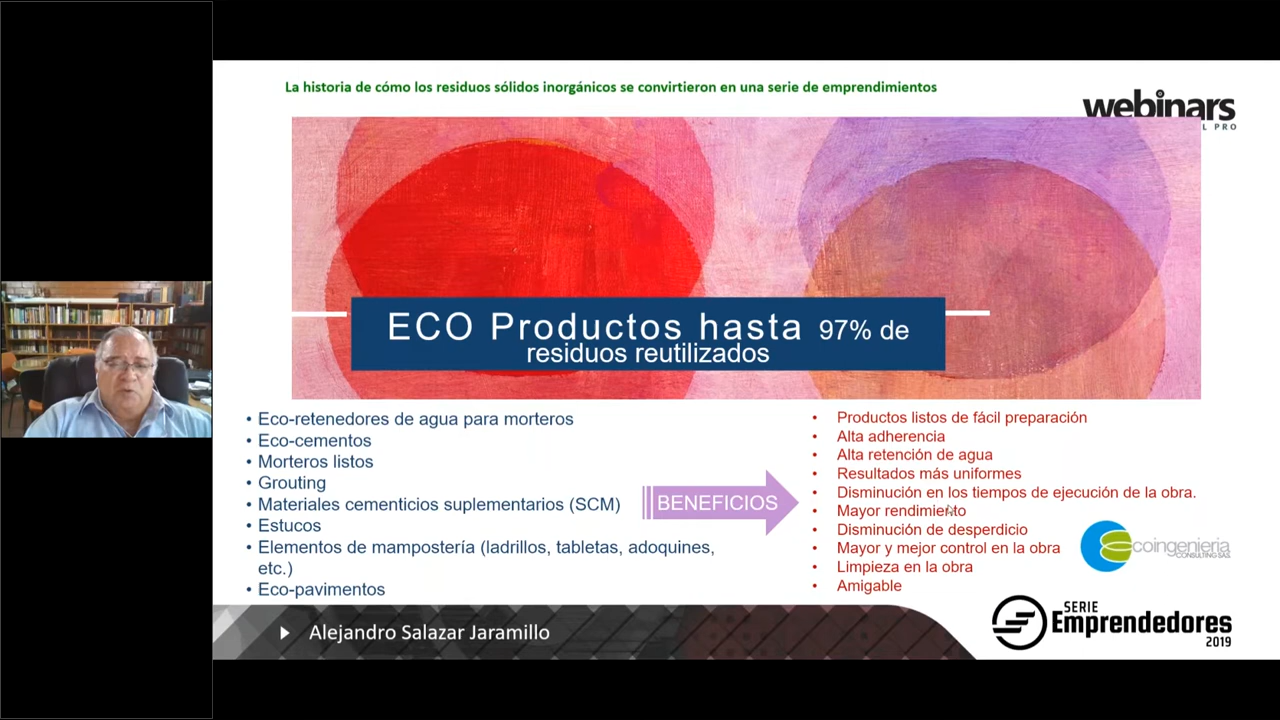 La historia de cómo los residuos sólidos inorgánicos se convirtieron en una serie de emprendimientos
webinars
L PRO
ECO Productos hasta 97% de
residuos reutilizados
• Eco-retenedores de agua para morteros
• Eco-cementos
• Morteros listos
• Grouting
• Materiales cementicios suplementarios (SCM)
• Estucos
• Elementos de mampostería (ladrillos, tabletas, adoquines,
etc.)
• Eco-pavimentos
BENEFICIOS
• Productos listos de fácil preparación
• Alta adherencia
• Alta retención de agua
• Resultados más uniformes
• Disminución en los tiempos de ejecución de la obra.
• Mayor rendimiento
• Disminución de desperdicio
• Mayor y mejor control en la obra
• Limpieza en la obra
• Amigable
ecoingeniería
CONSULTING SAS
Alejandro Salazar Jaramillo
SERIE
Emprendedores
2019